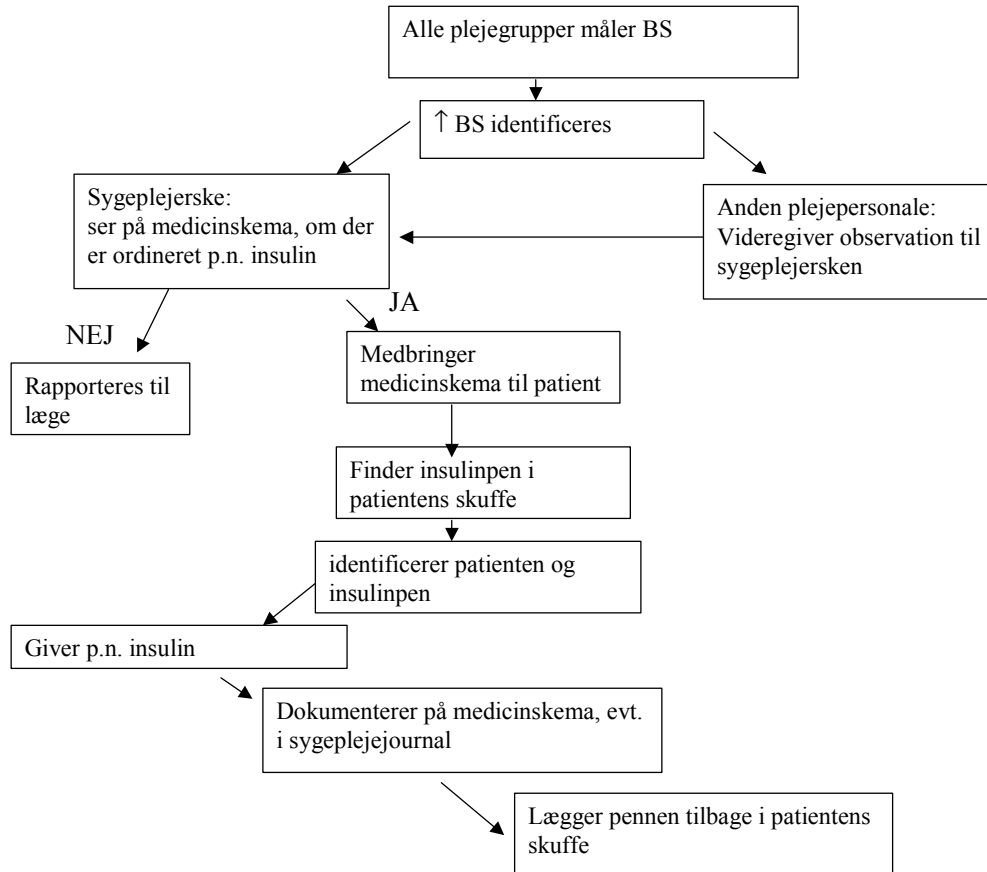 Alle plejegrupper måler BS
↑ BS identificeres
Sygeplejerske:
ser på medicinskema, om der
er ordineret p.n. insulin
Anden plejepersonale:
Videregiver observation til
sygeplejersken
NEJ
JA
Rapporteres til
læge
Medbringer
medicinskema til patient
Finder insulinpen i
patientens skuffe
identificerer patienten og
insulinpen
Giver p.n. insulin
Dokumenterer på medicinskema, evt.
i sygeplejejournal
Lægger pennen tilbage i patientens
skuffe